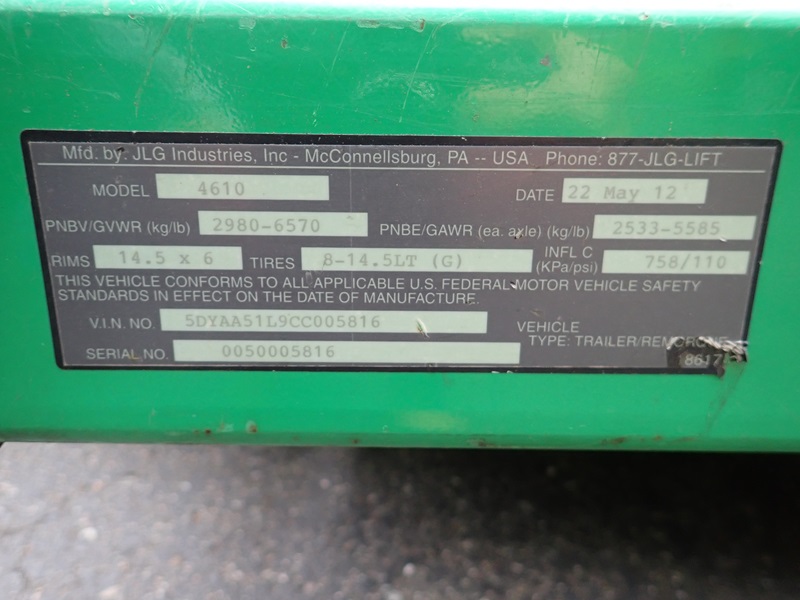 Mfd. by: JLG Industries, Inc - McConnellsburg, PA -- USA Phone: 877-JLG-LIFT
MODEL 4610 DATE 22 May 12
PNBV/GVWR (kg/lb) 2980-6570 PNBE/GAWR (ea. axle) (kg/lb) 2533-5585
RIMS 14.5 x 6 TIRES 8-14.5LT (G) INFL C (KPa/psi) 758/110
THIS VEHICLE CONFORMS TO ALL APPLICABLE U.S. FEDERAL MOTOR VEHICLE SAFETY
STANDARDS IN EFFECT ON THE DATE OF MANUFACTURE.
V.I.N. NO. 5DYAA51L9CC005816 VEHICLE
TYPE: TRAILER/REMORQNES
SERIAL NO. 0050005816